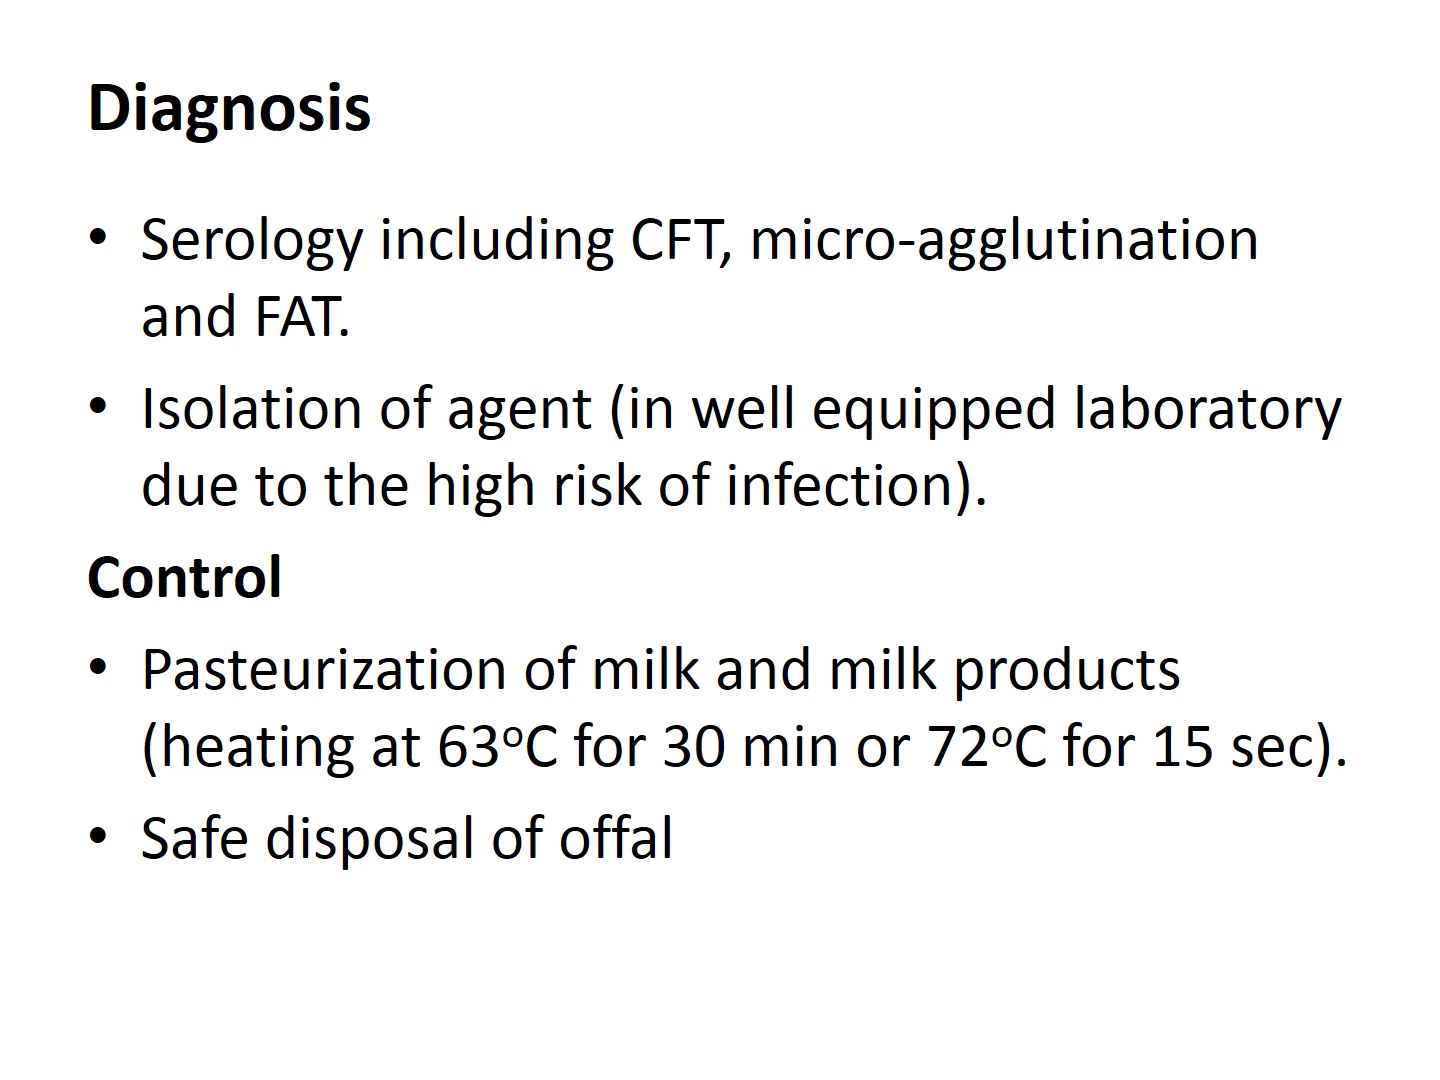 Diagnosis
• Serology including CFT, micro-agglutination
and FAT.
• Isolation of agent (in well equipped laboratory
due to the high risk of infection).
Control
• Pasteurization of milk and milk products
(heating at 63ºC for 30 min or 72ºC for 15 sec).
• Safe disposal of offal